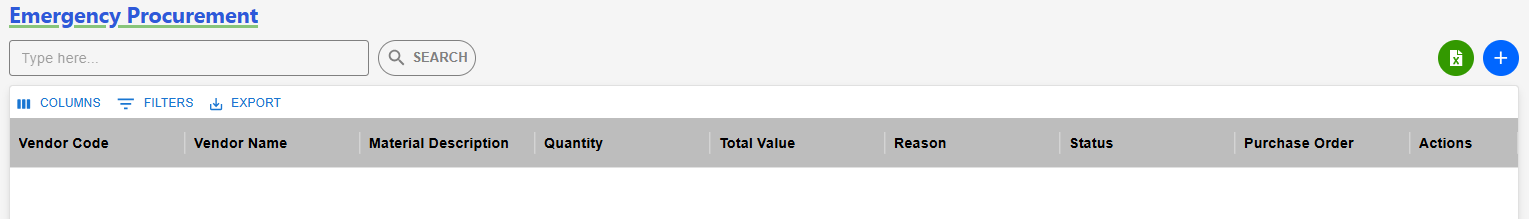 Emergency Procurement
Type here...
SEARCH
COLUMNS FILTERS EXPORT
Vendor Code Vendor Name Material Description Quantity Total Value Reason Status Purchase Order Actions